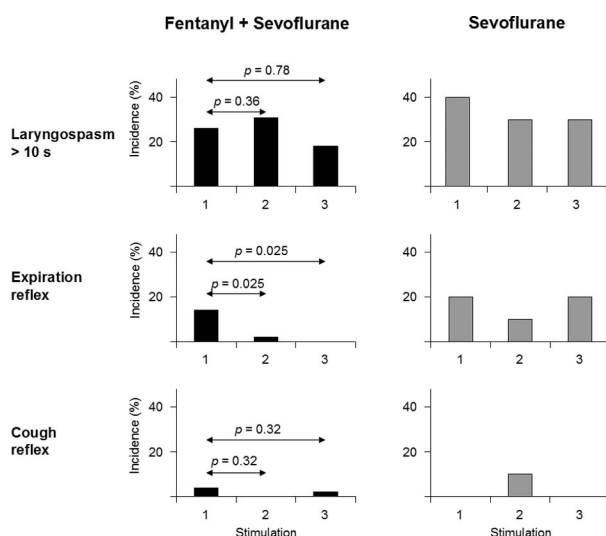 Fentanyl + Sevoflurane
Sevoflurane
Laryngospasm
> 10 s
Incidence (%)
40
20
p = 0.78
p = 0.36
1 2 3
40
20
1 2 3
Expiration
reflex
Incidence (%)
40
20
p = 0.025
p = 0.025
1 2 3
40
20
1 2 3
Cough
reflex
Incidence (%)
40
20
p = 0.32
p = 0.32
1 2 3
Stimulation
40
20
1 2 3
Stimulation